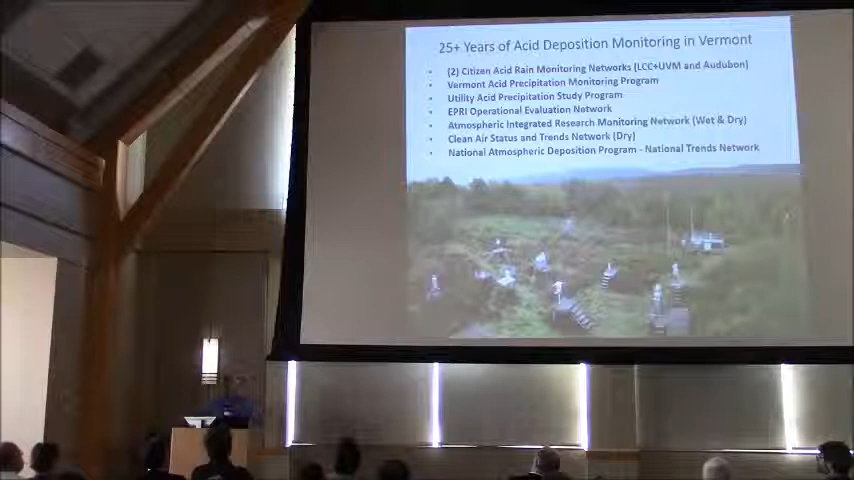 25+ Years of Acid Deposition Monitoring in Vermont
(2) Citizen Acid Rain Monitoring Networks (LCC+UVM and Audubon)
Vermont Acid Precipitation Monitoring Program
Utility Acid Precipitation Study Program
EPRI Operational Evaluation Network
Atmospheric Integrated Research Monitoring Network (Wet & Dry)
Clean Air Status and Trends Network (Dry)
National Atmospheric Deposition Program - National Trends Network